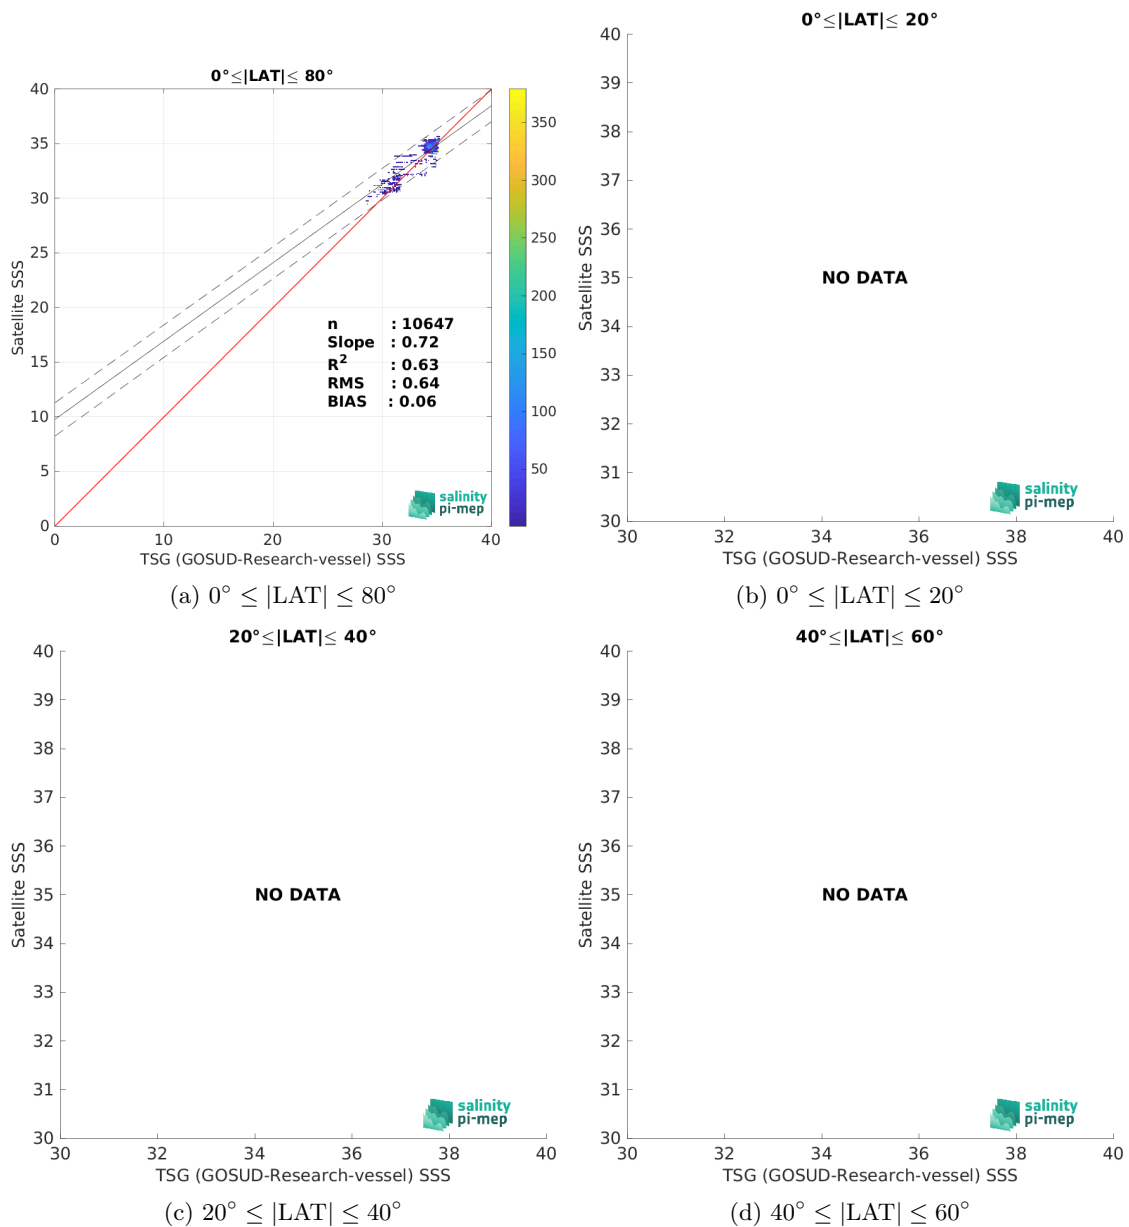 0°≤|LAT|≤ 80°
40
35
30
25
20
15
10
5
0
Satellite SSS
0
10
20
30
40
TSG (GOSUD-Research-vessel) SSS
350
300
250
200
150
100
50
n : 10647
Slope : 0.72
R² : 0.63
RMS : 0.64
BIAS : 0.06
salinity
pi-mep
(a) 0° ≤ |LAT| ≤ 80°
0°≤|LAT|≤ 20°
40
39
38
37
36
35
34
33
32
31
30
Satellite SSS
NO DATA
salinity
pi-mep
30
32
34
36
38
40
TSG (GOSUD-Research-vessel) SSS
(b) 0° ≤ |LAT| ≤ 20°
20°≤|LAT|≤ 40°
40
39
38
37
36
35
34
33
32
31
30
Satellite SSS
NO DATA
salinity
pi-mep
30
32
34
36
38
40
TSG (GOSUD-Research-vessel) SSS
(c) 20° ≤ |LAT| ≤ 40°
40°≤|LAT|≤ 60°
40
39
38
37
36
35
34
33
32
31
30
Satellite SSS
NO DATA
salinity
pi-mep
30
32
34
36
38
40
TSG (GOSUD-Research-vessel) SSS
(d) 40° ≤ |LAT| ≤ 60°